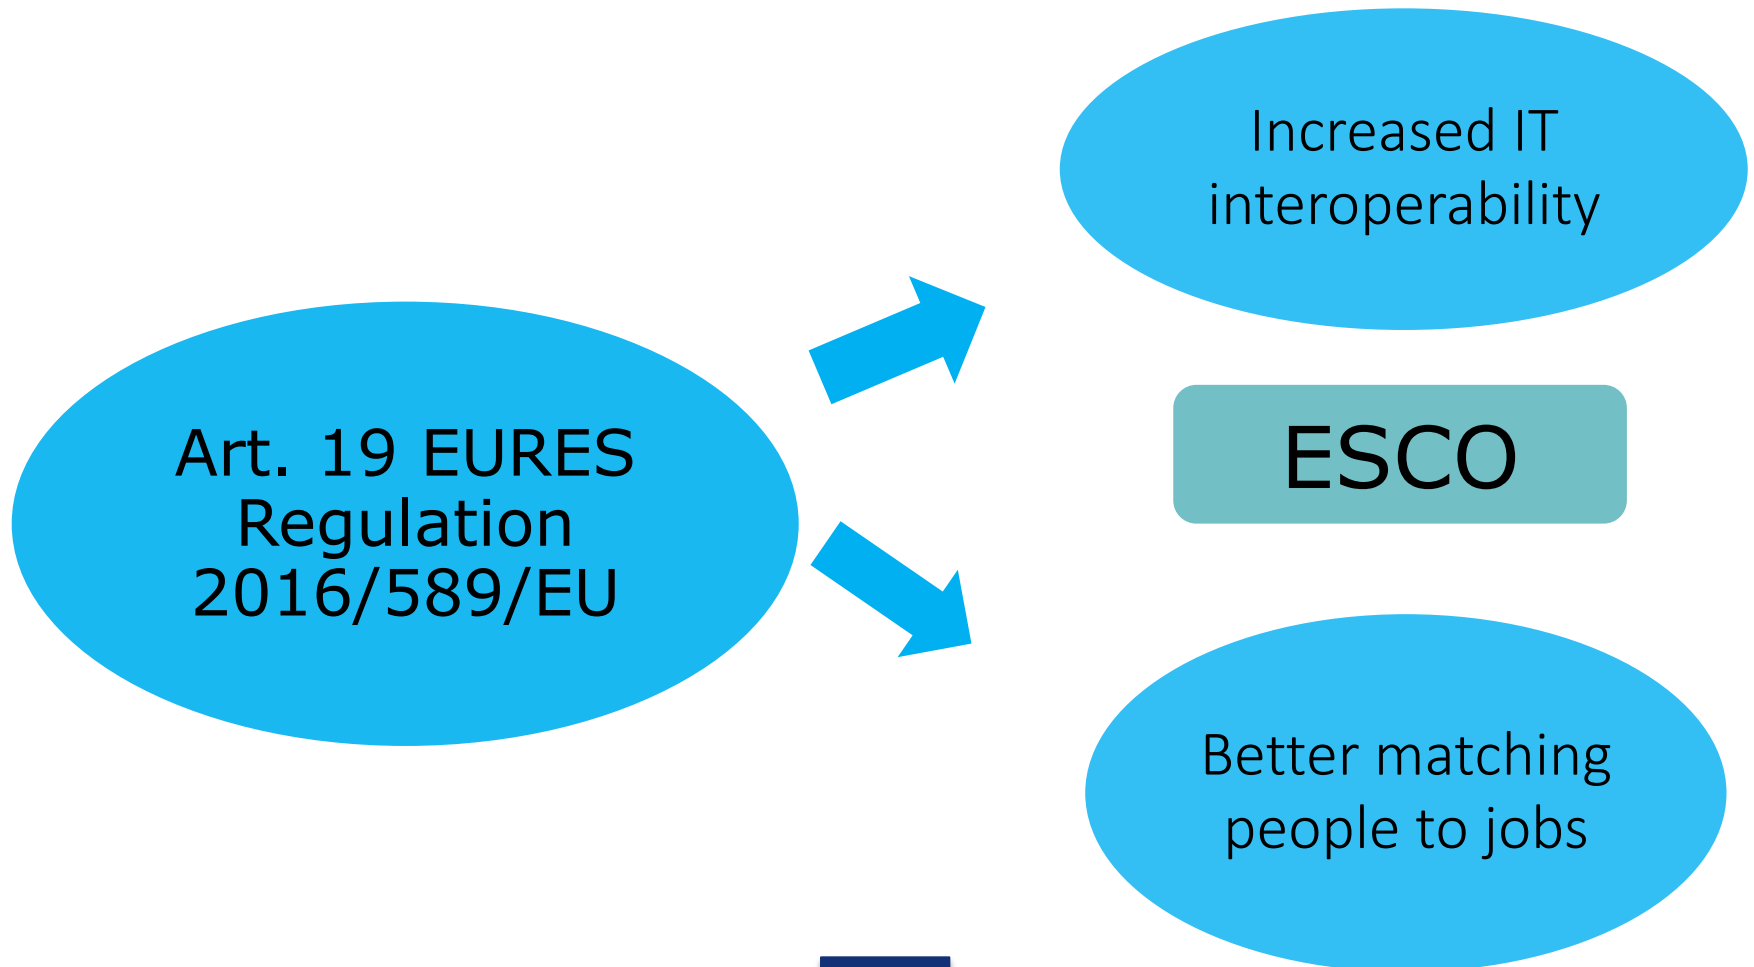 Art. 19 EURES
Regulation
2016/589/EU
Increased IT
interoperability
ESCO
Better matching
people to jobs